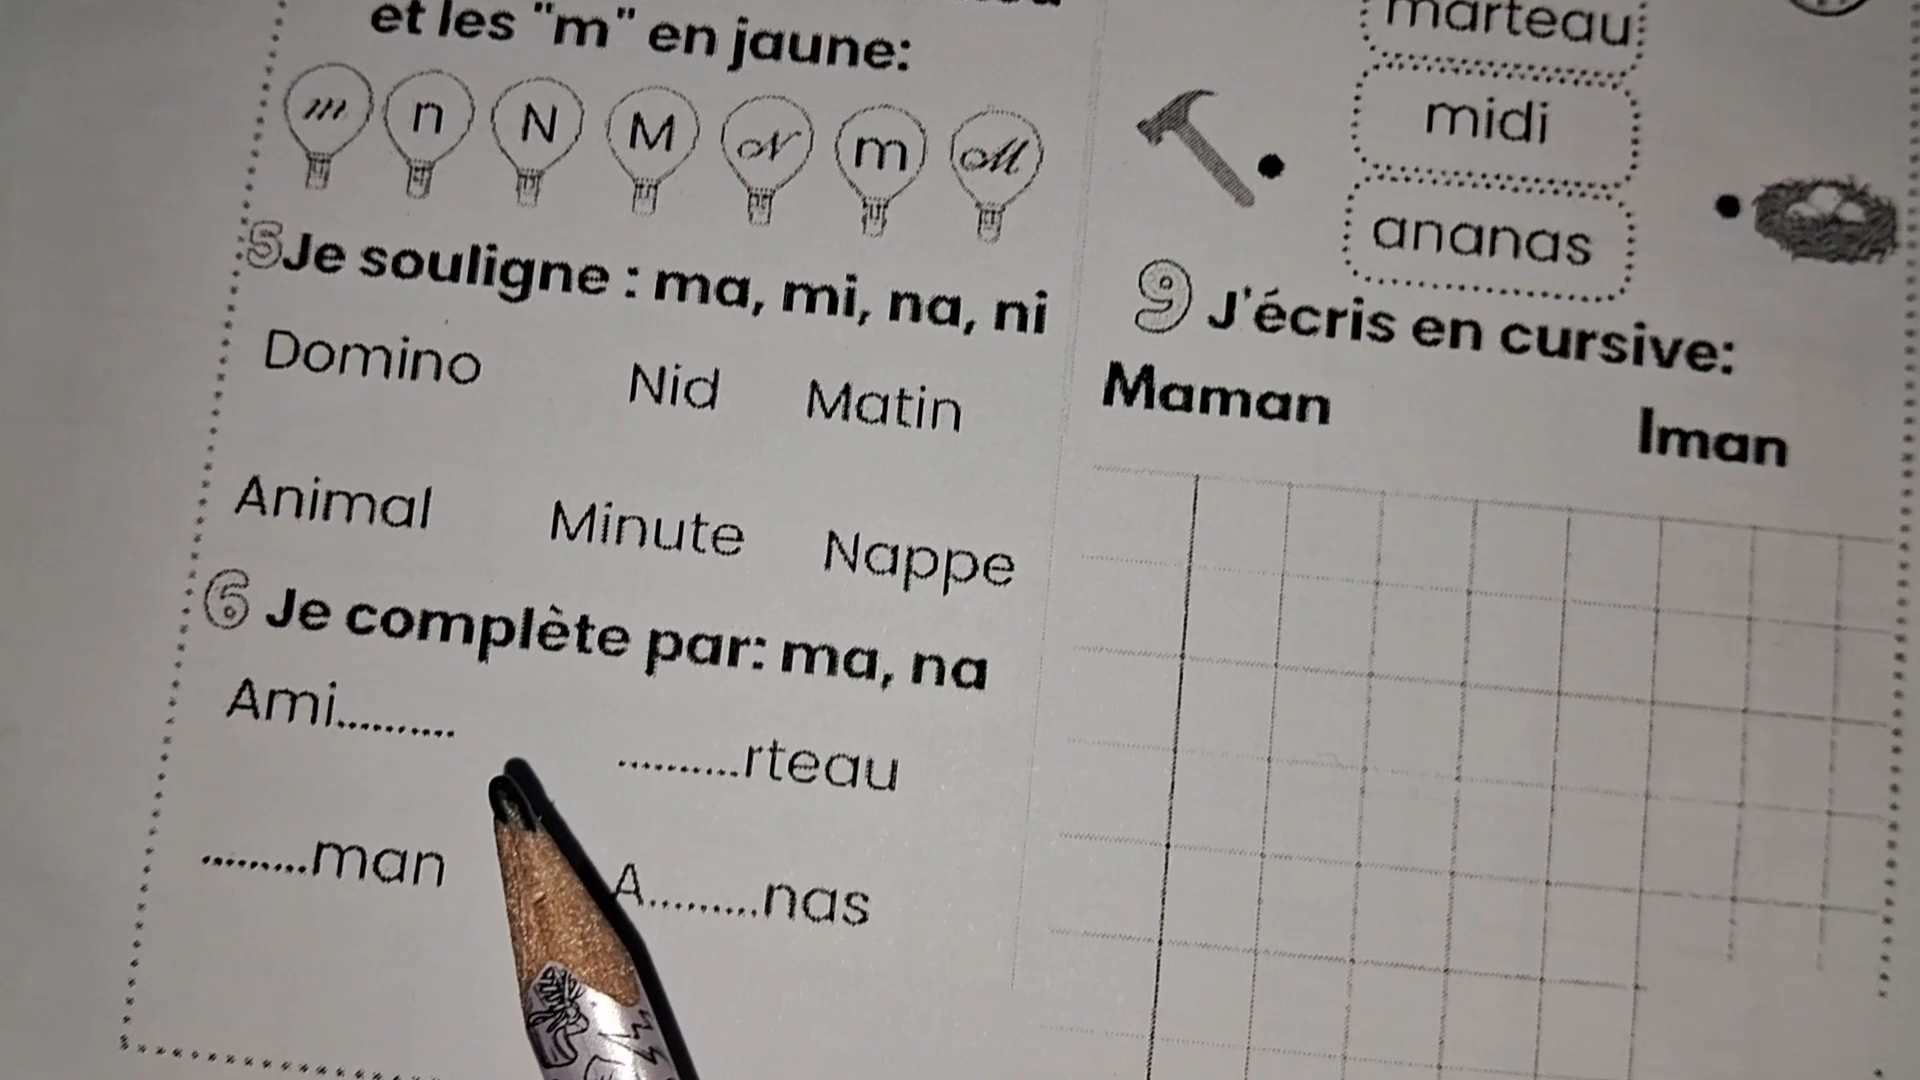 et les "m" en jaune:
m n N M N m M
5 Je souligne : ma, mi, na, ni
Domino Nid Matin
Animal Minute Nappe
6 Je complète par: ma, na
Ami..........
..........rteau
.........man
A.........nas
marteau
midi
ananas
9 J'écris en cursive:
Maman
Iman